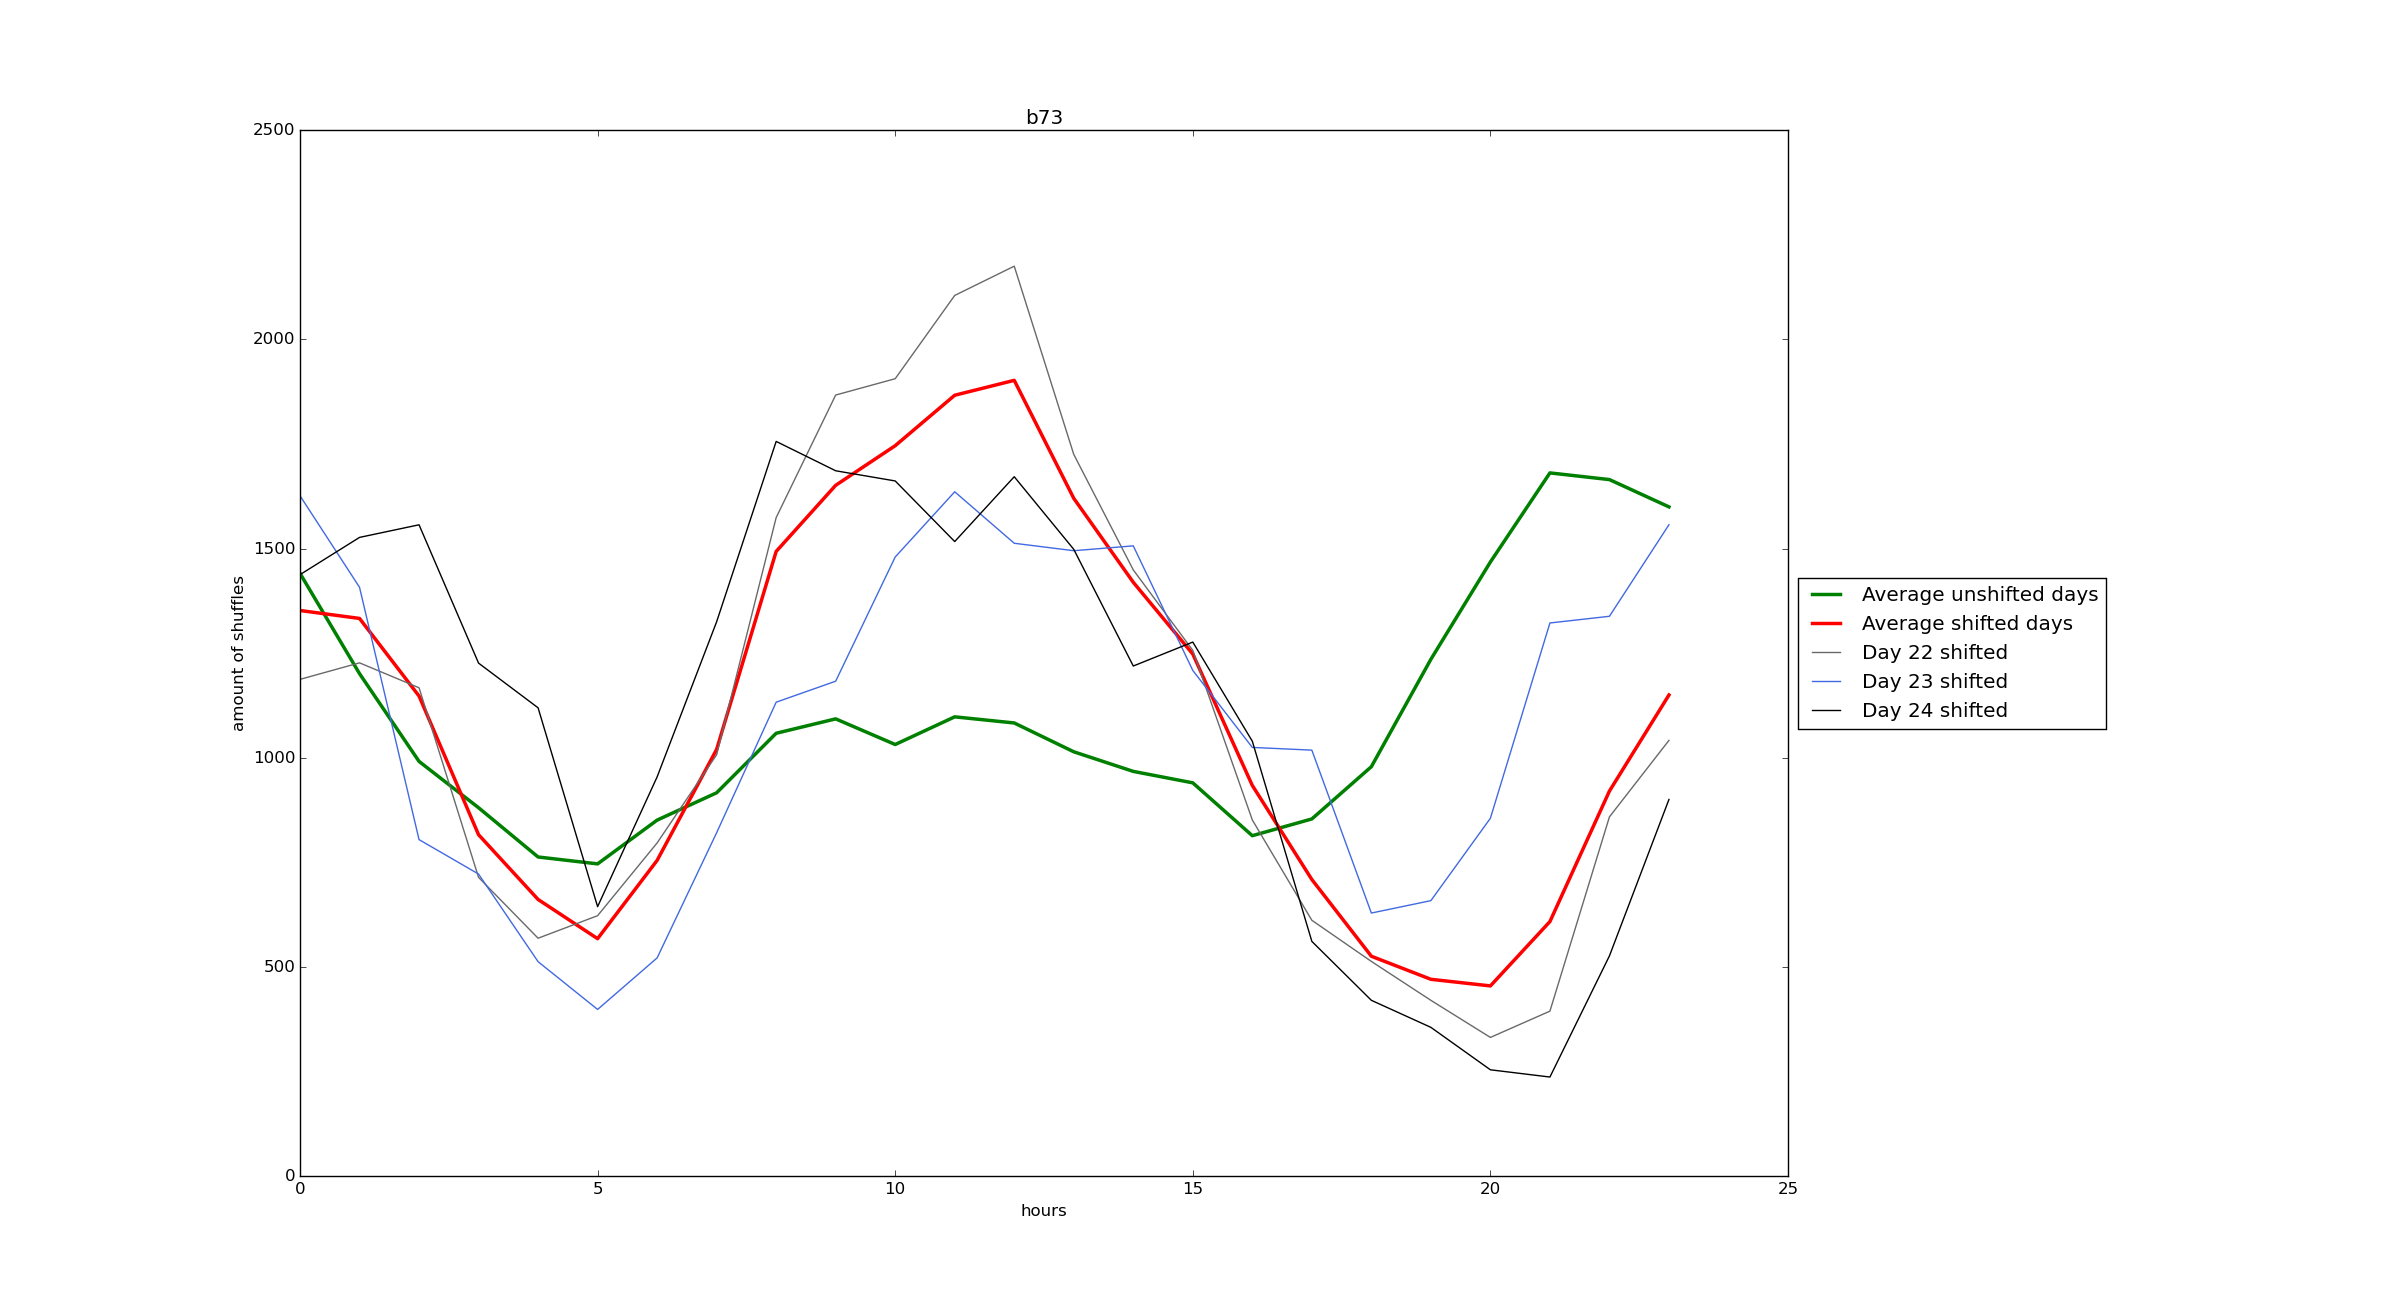 b73
2500
2000
1500
1000
500
0
amount of shuffles
0 5 10 15 20 25
hours
Average unshifted days
Average shifted days
Day 22 shifted
Day 23 shifted
Day 24 shifted